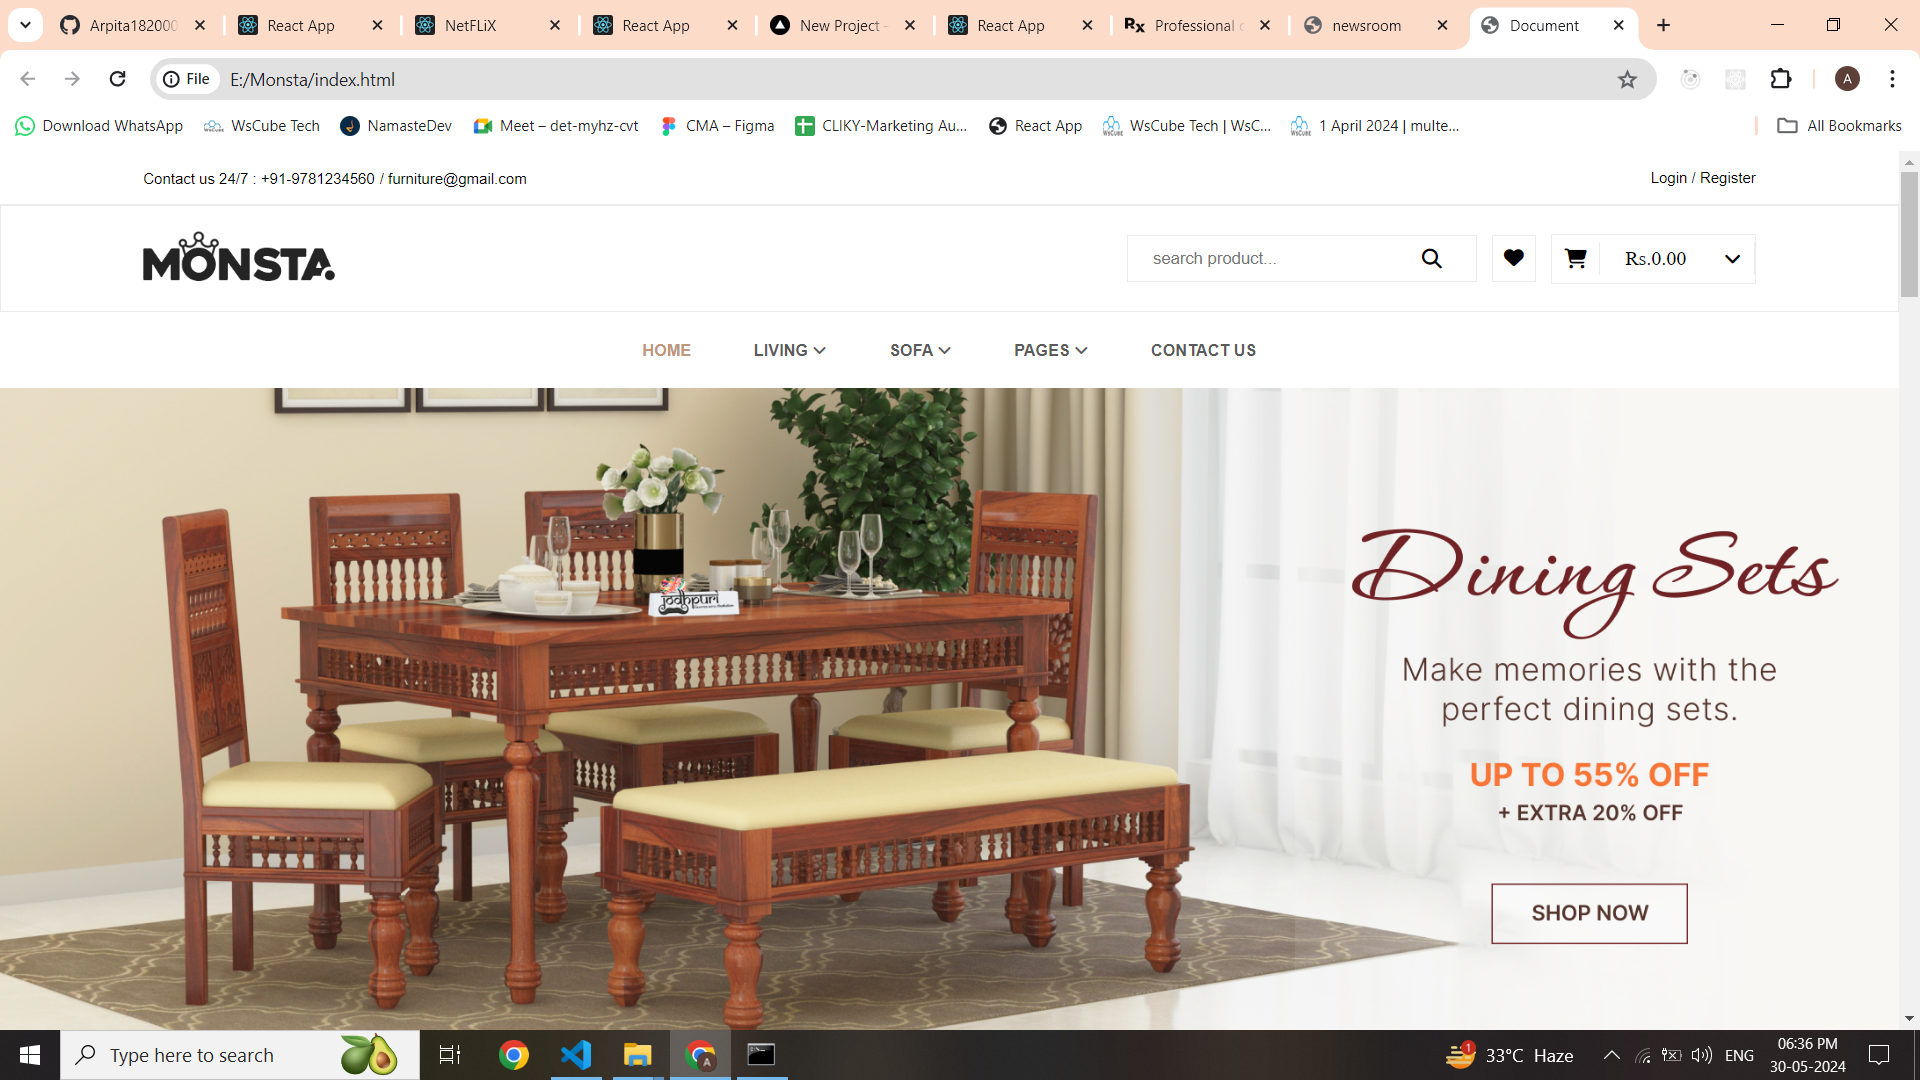 Arpita182000
React App
NetFLiX
React App
New Project -
React App
Rx Professional c
newsroom
Document
File E:/Monsta/index.html
A
Download WhatsApp
WsCube Tech
NamasteDev
Meet – det-myhz-cvt
CMA – Figma
CLIKY-Marketing Au...
React App
WsCube Tech | WsC...
1 April 2024 | multe...
All Bookmarks
Contact us 24/7 : +91-9781234560 / furniture@gmail.com
Login / Register
MONSTA.
search product...
Rs.0.00
HOME
LIVING
SOFA
PAGES
CONTACT US
jodhpuri
Dining Sets
Make memories with the
perfect dining sets.
UP TO 55% OFF
+ EXTRA 20% OFF
SHOP NOW
Type here to search
A
1
33°C Haze
ENG
06:36 PM
30-05-2024